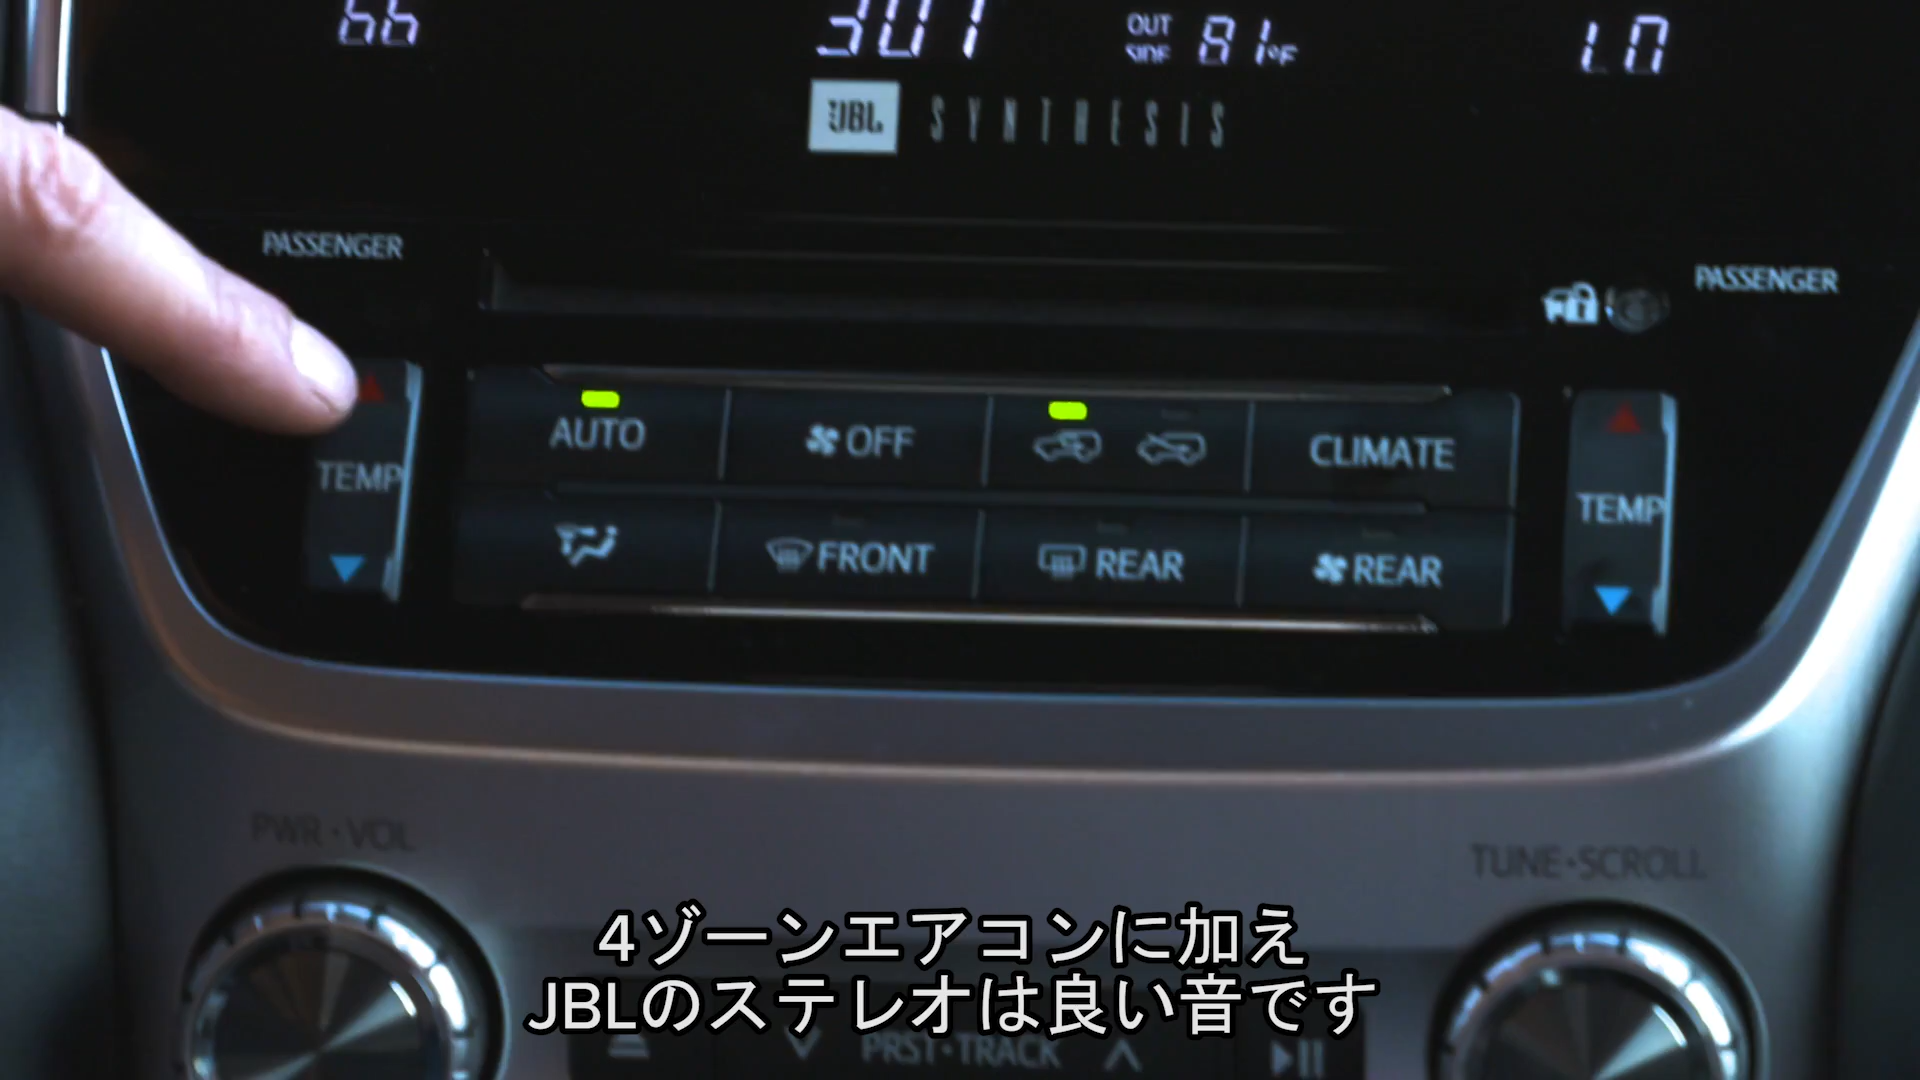 66
301
OUT
SIDE
81°F
LO
JBL SYNTHESIS
PASSENGER
PASSENGER
TEMP
AUTO
OFF
CLIMATE
TEMP
FRONT
REAR
REAR
PWR·VOL
TUNE·SCROLL
4ゾーンエアコンに加え
JBLのステレオは良い音です
PRST·TRACK